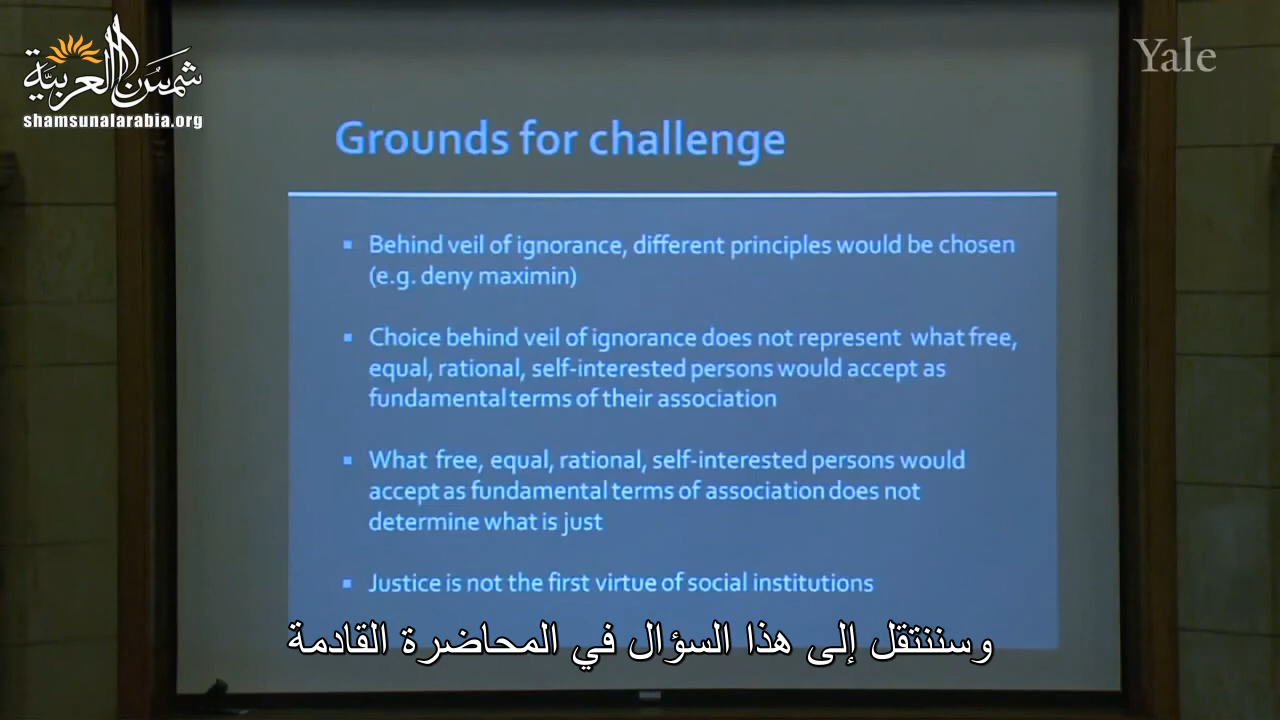 شمسُ العربيَّة
shamsunalarabia.org
Yale
Grounds for challenge
▪ Behind veil of ignorance, different principles would be chosen
(e.g. deny maximin)
▪ Choice behind veil of ignorance does not represent what free,
equal, rational, self-interested persons would accept as
fundamental terms of their association
▪ What free, equal, rational, self-interested persons would
accept as fundamental terms of association does not
determine what is just
▪ Justice is not the first virtue of social institutions
وسننتقل إلى هذا السؤال في المحاضرة القادمة